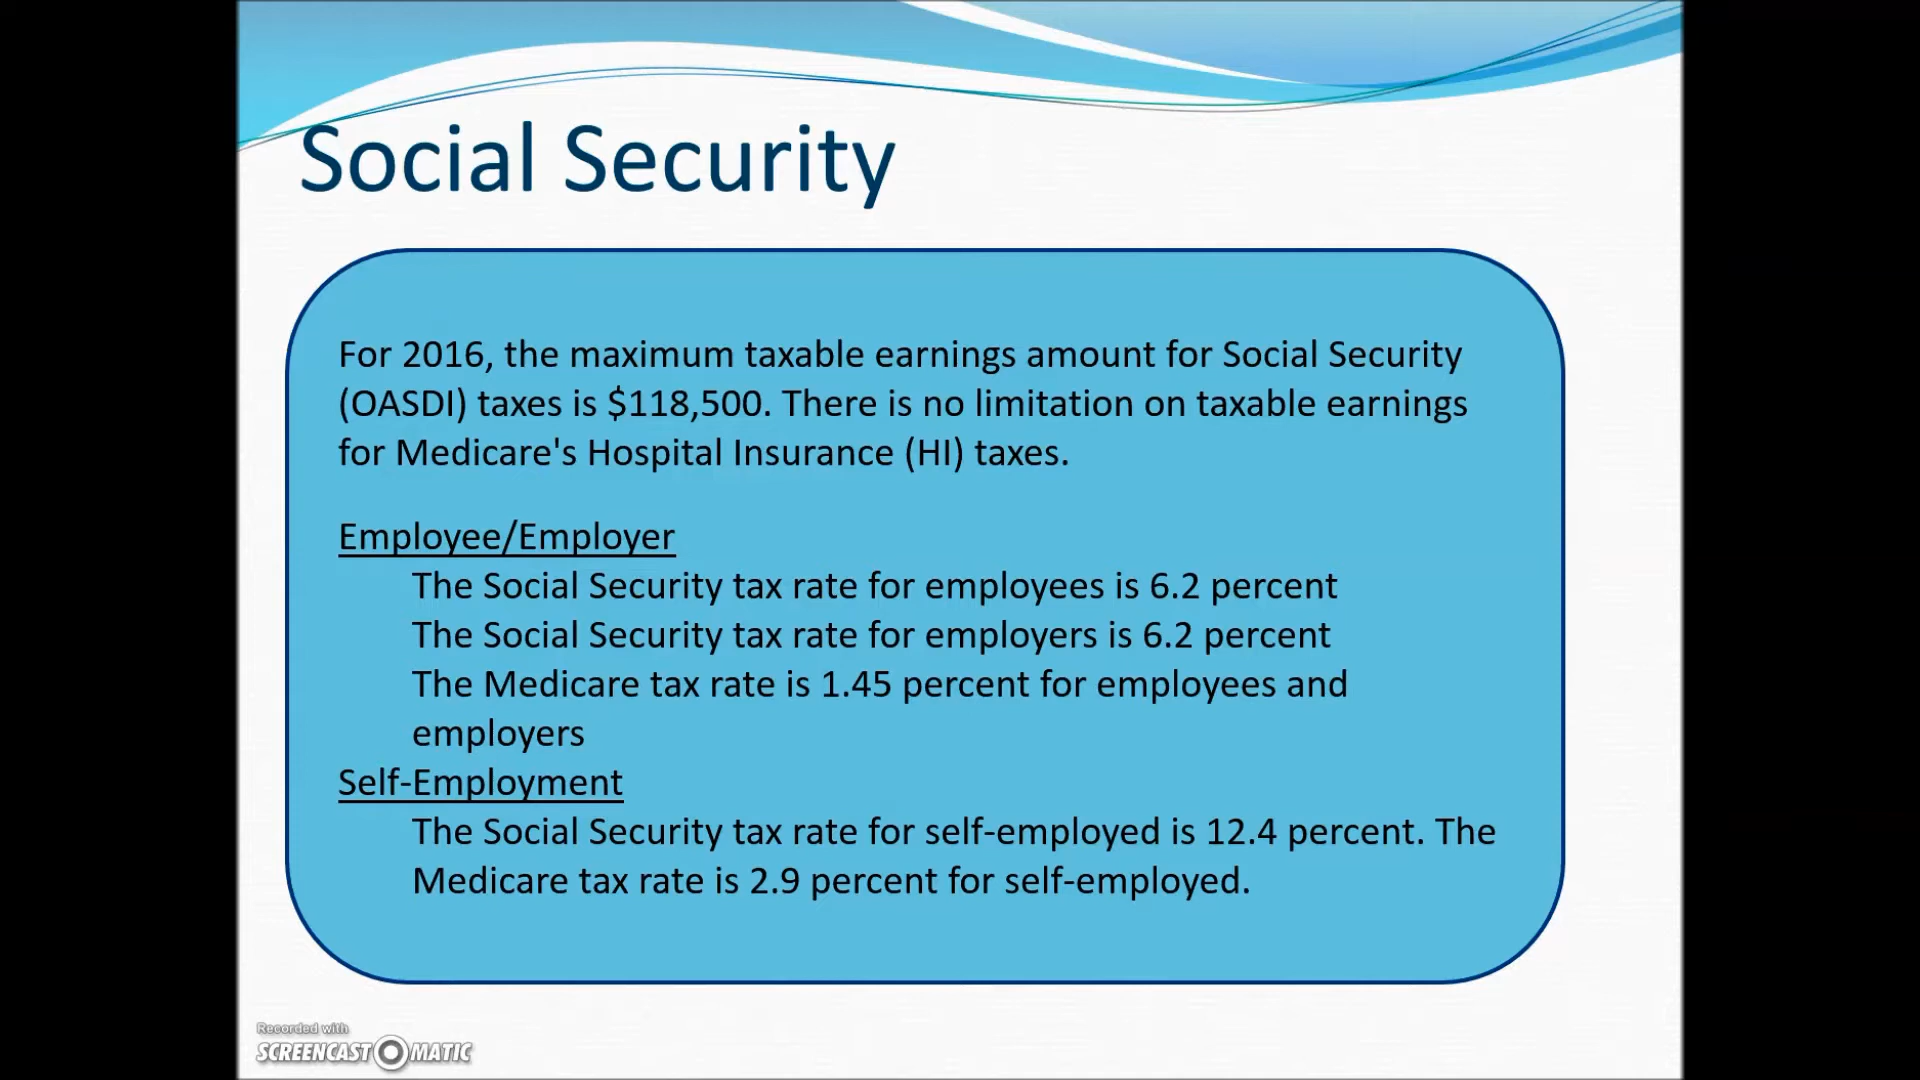 Social Security
For 2016, the maximum taxable earnings amount for Social Security
(OASDI) taxes is $118,500. There is no limitation on taxable earnings
for Medicare's Hospital Insurance (HI) taxes.
Employee/Employer
The Social Security tax rate for employees is 6.2 percent
The Social Security tax rate for employers is 6.2 percent
The Medicare tax rate is 1.45 percent for employees and
employers
Self-Employment
The Social Security tax rate for self-employed is 12.4 percent. The
Medicare tax rate is 2.9 percent for self-employed.
Recorded with
SCREENCAST MATIC